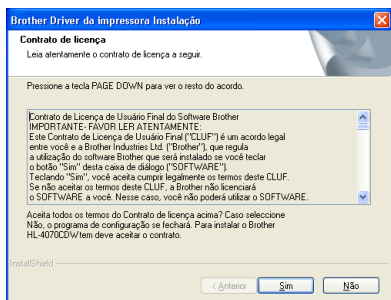 Brother Driver da impressora Instalação
Contrato de licença
Leia atentamente o contrato de licença a seguir.
Pressione a tecla PAGE DOWN para ver o resto do acordo.
Contrato de Licença de Usuário Final do Software Brother
IMPORTANTE- FAVOR LER ATENTAMENTE:
Este Contrato de Licença de Usuário Final ("CLUF") é um acordo legal
entre você e a Brother Industries Ltd. ("Brother"), que regula
a utilização do software Brother que será instalado se você teclar
o botão "Sim" desta caixa de diálogo ("SOFTWARE").
Teclando "Sim", você aceita cumprir legalmente os termos deste CLUF.
Se não aceitar os termos deste CLUF, a Brother não licenciará
o SOFTWARE a você. Nesse caso, você não poderá utilizar o SOFTWARE.
Aceita todos os termos do Contrato de licença acima? Caso seleccione
Não, o programa de configuração se fechará. Para instalar o Brother
HL-4070CDW tem deve aceitar o contrato.
InstallShield
< Anterior Sim Não